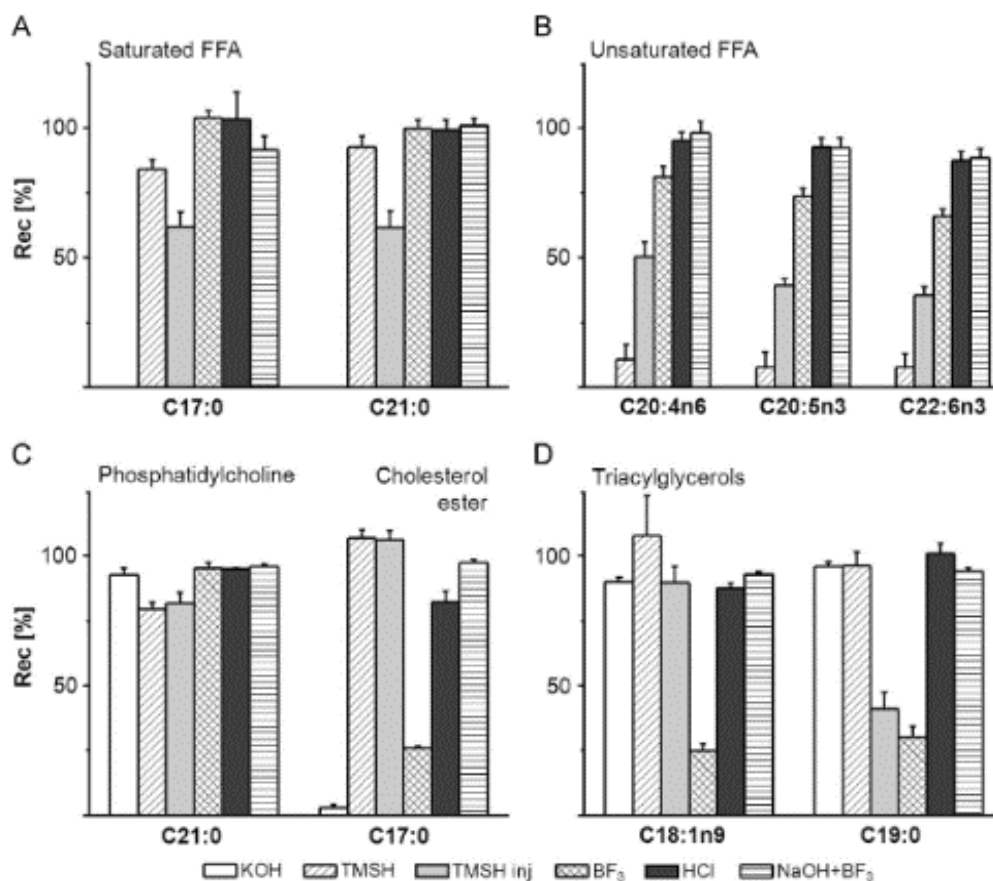 A
Saturated FFA
Rec [%]
100
50
C17:0 C21:0
B
Unsaturated FFA
100
50
C20:4n6 C20:5n3 C22:6n3
C
Phosphatidylcholine
Cholesterol
ester
Rec [%]
100
50
C21:0 C17:0
D
Triacylglycerols
100
50
C18:1n9 C19:0
KOH TMSH TMSH inj BF₃ HCl NaOH+BF₃